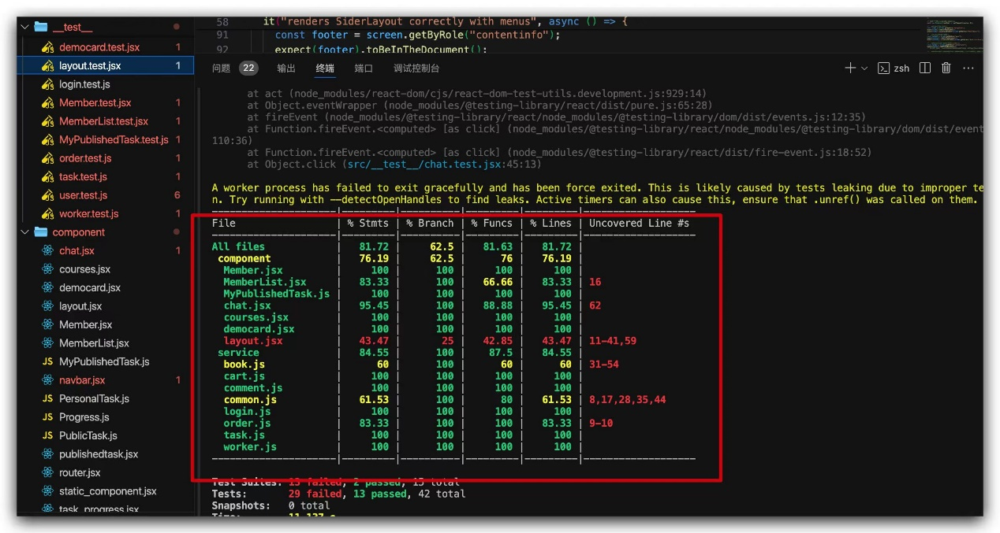 __test__
democard.test.jsx 1
layout.test.jsx 1
login.test.js
Member.test.jsx 1
MemberList.test.jsx 1
MyPublishedTask.test.js 1
order.test.js 1
task.test.js 1
user.test.js 6
worker.test.js 1
component
chat.jsx 1
courses.jsx
democard.jsx
layout.jsx
Member.jsx
MemberList.jsx
MyPublishedTask.js
navbar.jsx 1
PersonalTask.js
Progress.js
PublicTask.js
publishedtask.jsx
router.jsx
static_component.jsx
task_progress.jsx
58 it("renders SiderLayout correctly with menus", async () => {
91 const footer = screen.getByRole("contentinfo");
92 expect(footer).toBeInTheDocument();
问题 22 输出 终端 端口 调试控制台 zsh
at act (node_modules/react-dom/cjs/react-dom-test-utils.development.js:929:14)
at Object.eventWrapper (node_modules/@testing-library/react/dist/pure.js:65:28)
at fireEvent (node_modules/@testing-library/react/node_modules/@testing-library/dom/dist/events.js:12:35)
at Function.fireEvent.<computed> [as click] (node_modules/@testing-library/react/node_modules/@testing-library/dom/dist/event
110:36)
at Function.fireEvent.<computed> [as click] (node_modules/@testing-library/react/dist/fire-event.js:18:52)
at Object.click (src/__test__/chat.test.jsx:45:13)
A worker process has failed to exit gracefully and has been force exited. This is likely caused by tests leaking due to improper te
n. Try running with --detectOpenHandles to find leaks. Active timers can also cause this, ensure that .unref() was called on them.
File | % Stmts | % Branch | % Funcs | % Lines | Uncovered Line #s
All files | 81.72 | 62.5 | 81.63 | 81.72 |
component | 76.19 | 62.5 | 76 | 76.19 |
Member.jsx | 100 | 100 | 100 | 100 |
MemberList.jsx | 83.33 | 100 | 66.66 | 83.33 | 16
MyPublishedTask.js | 100 | 100 | 100 | 100 |
chat.jsx | 95.45 | 100 | 88.88 | 95.45 | 62
courses.jsx | 100 | 100 | 100 | 100 |
democard.jsx | 100 | 100 | 100 | 100 |
layout.jsx | 43.47 | 25 | 42.85 | 43.47 | 11-41,59
service | 84.55 | 100 | 87.5 | 84.55 |
book.js | 60 | 100 | 60 | 60 | 31-54
cart.js | 100 | 100 | 100 | 100 |
comment.js | 100 | 100 | 100 | 100 |
common.js | 61.53 | 100 | 80 | 61.53 | 8,17,28,35,44
login.js | 100 | 100 | 100 | 100 |
order.js | 83.33 | 100 | 100 | 83.33 | 9-10
task.js | 100 | 100 | 100 | 100 |
worker.js | 100 | 100 | 100 | 100 |
Test Suites: 13 failed, 2 passed, 15 total
Tests: 29 failed, 13 passed, 42 total
Snapshots: 0 total
Time: 11.137 s